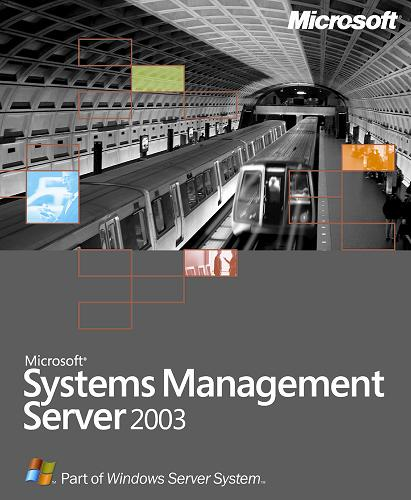 Microsoft®
Microsoft®
Systems Management
Server 2003
Part of Windows Server System™